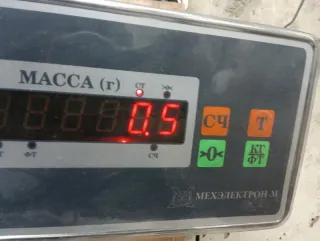 МАССА (г)
СТ
0.5
СЧ Т
>0< КГ
ФТ
Т ФТ СЧ
МЕХЭЛЕКТРОН-М